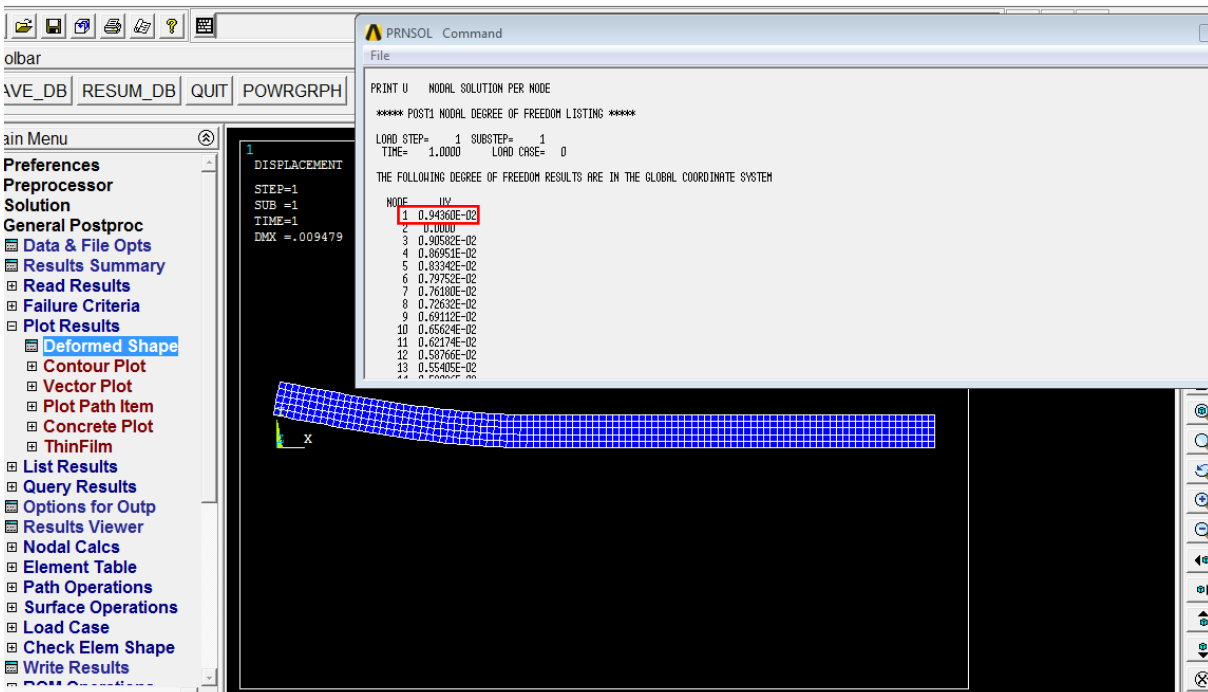 PRNSOL Command
File
olbar
AVE_DB RESUM_DB QUIT POWRGRPH
PRINT U NODAL SOLUTION PER NODE
***** POST1 NODAL DEGREE OF FREEDOM LISTING *****
LOAD STEP= 1 SUBSTEP= 1
TIME= 1.0000 LOAD CASE= 0
THE FOLLOWING DEGREE OF FREEDOM RESULTS ARE IN THE GLOBAL COORDINATE SYSTEM
NODE UY
1 0.94360E-02
2 0.0000
3 0.90582E-02
4 0.86951E-02
5 0.83342E-02
6 0.79752E-02
7 0.76180E-02
8 0.72632E-02
9 0.69112E-02
10 0.65624E-02
11 0.62174E-02
12 0.58766E-02
13 0.55405E-02
ain Menu
Preferences
Preprocessor
Solution
General Postproc
Data & File Opts
Results Summary
Read Results
Failure Criteria
Plot Results
Deformed Shape
Contour Plot
Vector Plot
Plot Path Item
Concrete Plot
ThinFilm
List Results
Query Results
Options for Outp
Results Viewer
Nodal Calcs
Element Table
Path Operations
Surface Operations
Load Case
Check Elem Shape
Write Results
1
DISPLACEMENT
STEP=1
SUB =1
TIME=1
DMX =.009479
X